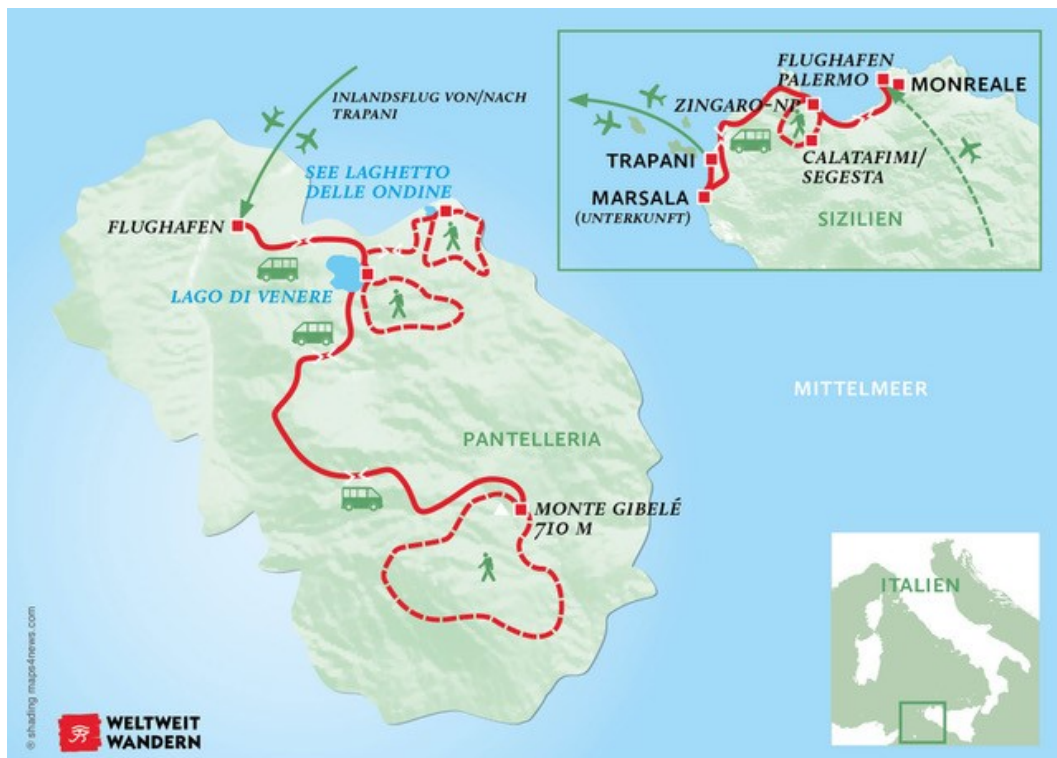 INLANDSFLUG VON/NACH
TRAPANI
SEE LAGHETTO
DELLE ONDINE
FLUGHAFEN
LAGO DI VENERE
PANTELLERIA
MONTE GIBELÉ
710 M
FLUGHAFEN
PALERMO
MONREALE
ZINGARO-NP
TRAPANI
CALATAFIMI/
SEGESTA
MARSALA
(UNTERKUNFT)
SIZILIEN
MITTELMEER
ITALIEN
® shading maps4news.com
WELTWEIT
WANDERN